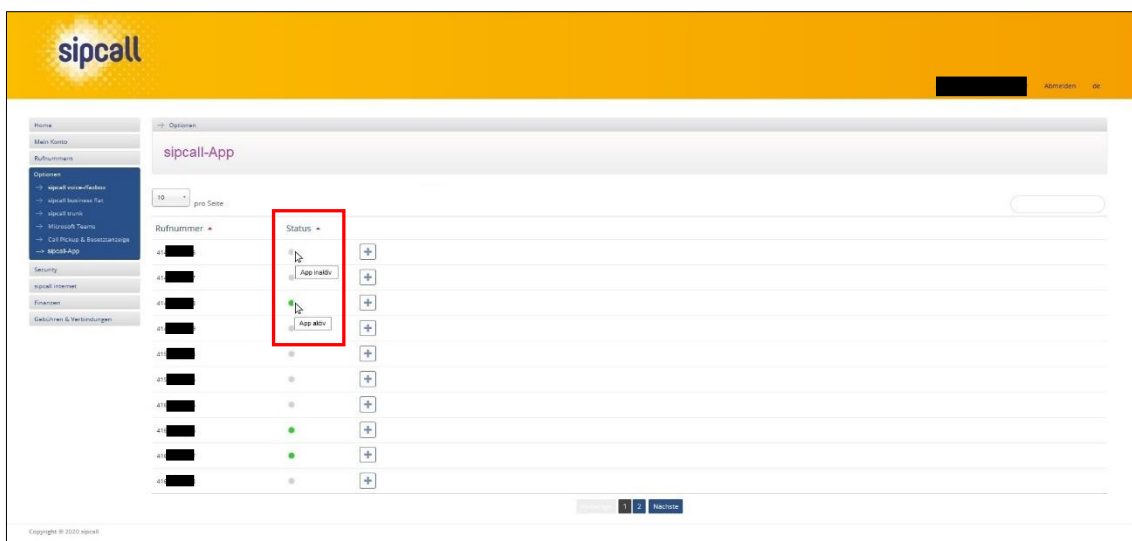 sipcall
Abmelden de
Home
Mein Konto
Rufnummern
Optionen
sipcall voice-/faxbox
sipcall business flat
sipcall trunk
Microsoft Teams
Call Pickup & Besetztanzeige
sipcall-App
Security
sipcall internet
Finanzen
Gebühren & Verbindungen
→ Optionen
sipcall-App
10 pro Seite
Rufnummer Status
App inaktiv
App aktiv
1 2 Nächste
Copyright © 2020 sipcall